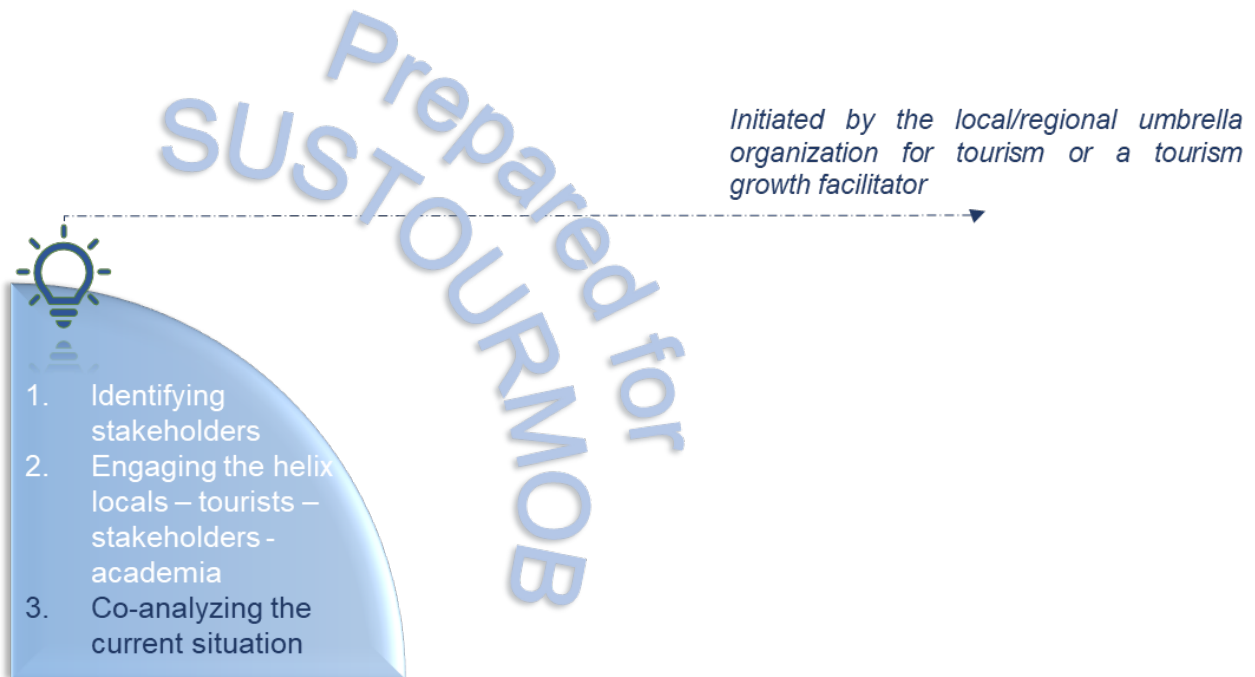 Prepared for
SUSTOURMOB
Initiated by the local/regional umbrella
organization for tourism or a tourism
growth facilitator
1. Identifying
stakeholders
2. Engaging the helix
locals – tourists –
stakeholders -
academia
3. Co-analyzing the
current situation